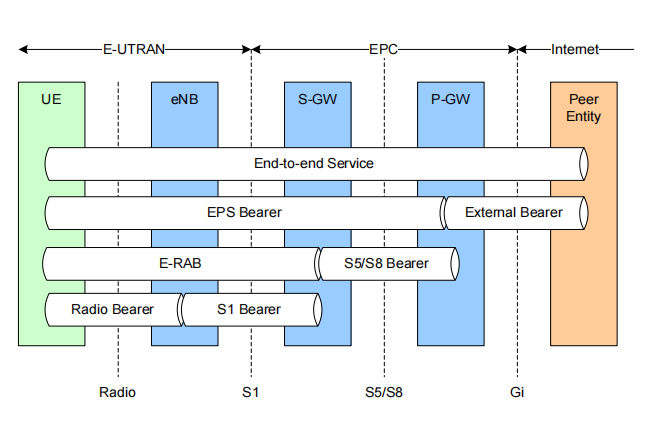 E-UTRAN EPC Internet
UE eNB S-GW P-GW Peer
Entity
End-to-end Service
EPS Bearer External Bearer
E-RAB S5/S8 Bearer
Radio Bearer S1 Bearer
Radio S1 S5/S8 Gi